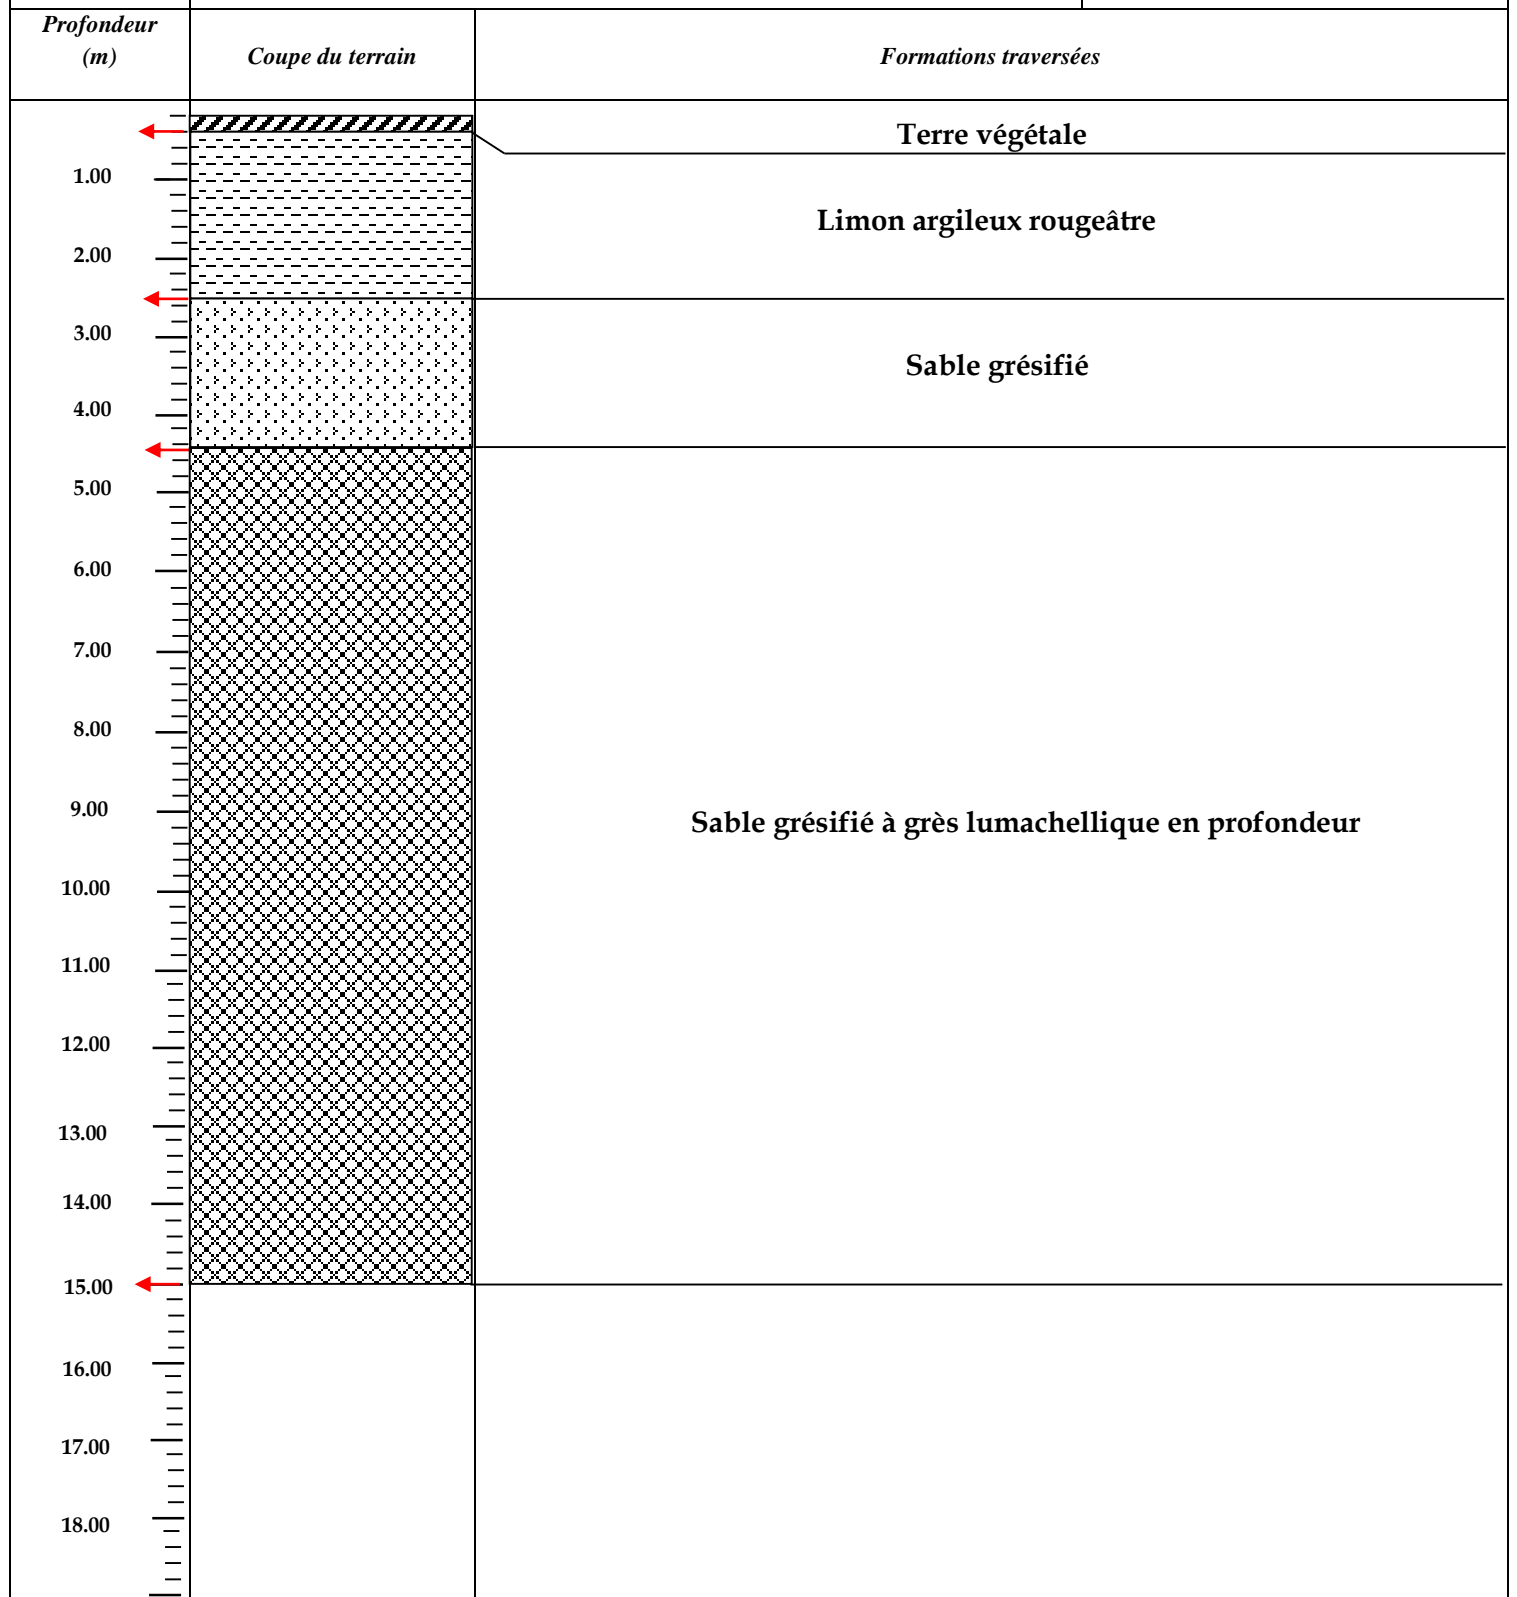 Profondeur
(m)
Coupe du terrain
Formations traversées
Terre végétale
1.00
Limon argileux rougeâtre
2.00
3.00
Sable grésifié
4.00
5.00
6.00
7.00
8.00
9.00
Sable grésifié à grès lumachellique en profondeur
10.00
11.00
12.00
13.00
14.00
15.00
16.00
17.00
18.00